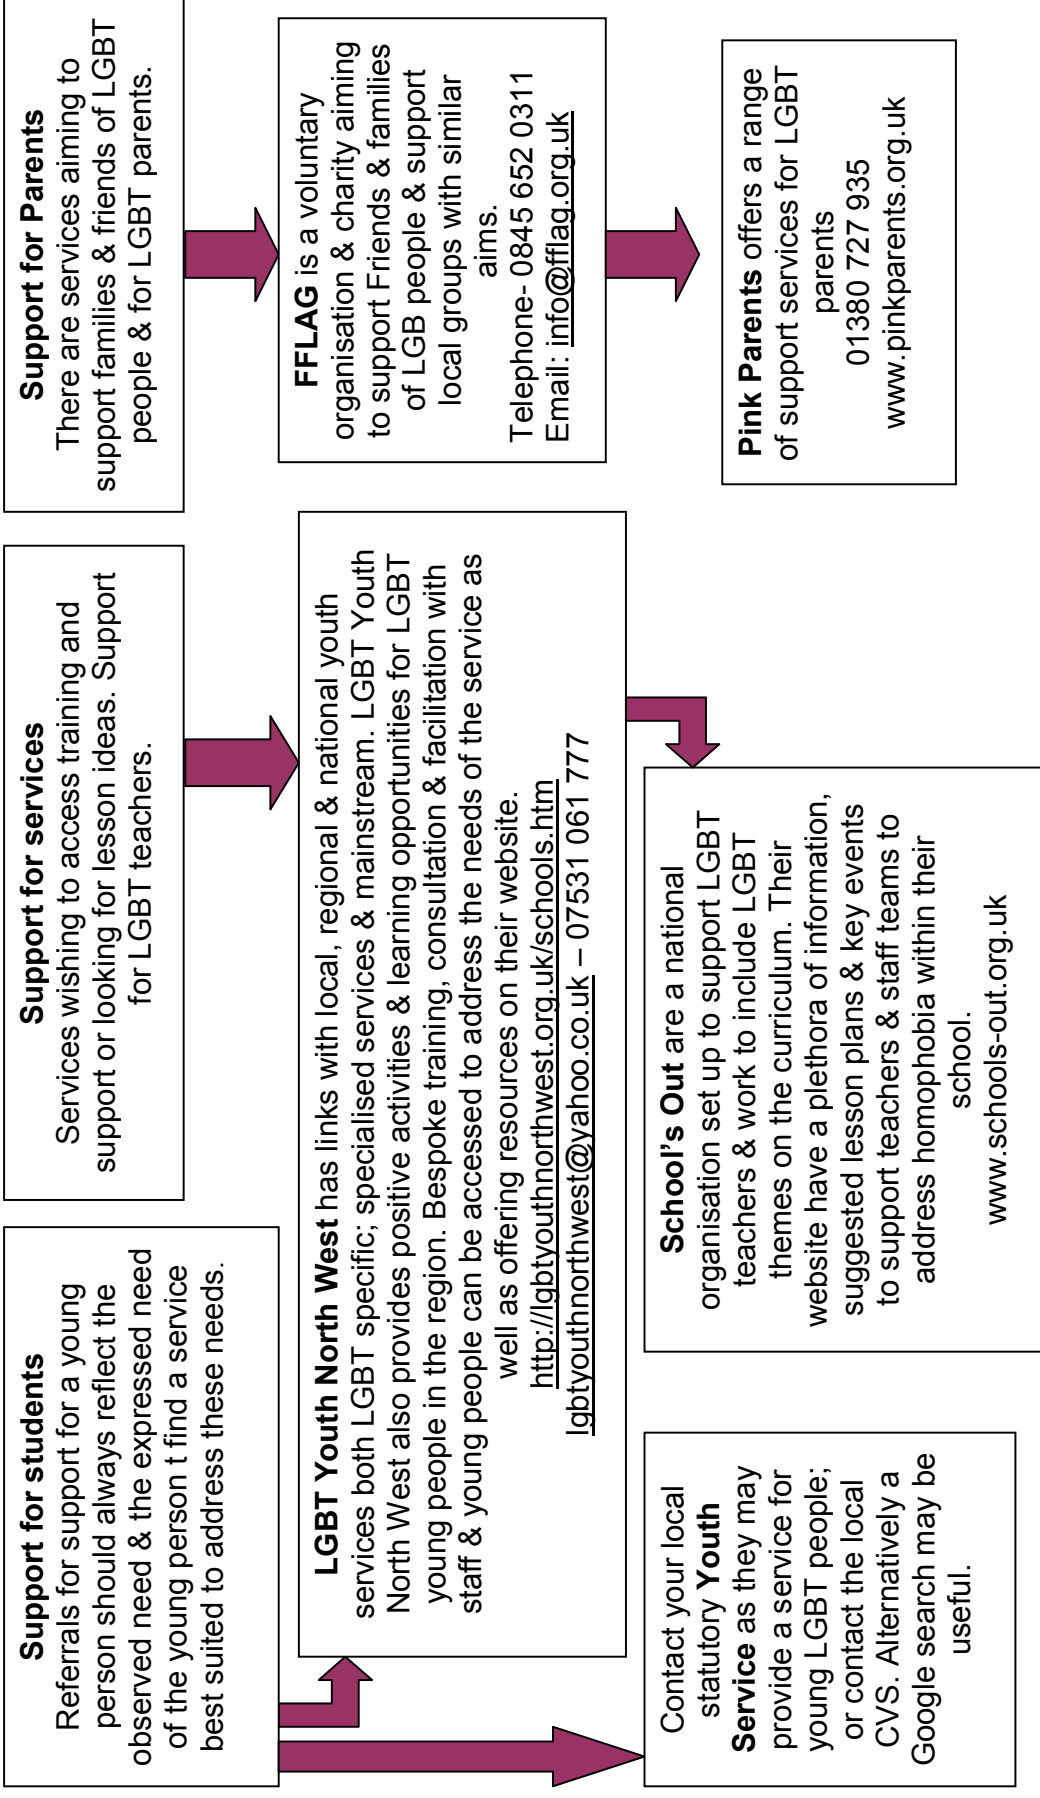 Support for students
Referrals for support for a young
person should always reflect the
observed need & the expressed need
of the young person t find a service
best suited to address these needs.
Support for services
Services wishing to access training and
support or looking for lesson ideas. Support
for LGBT teachers.
Support for Parents
There are services aiming to
support families & friends of LGBT
people & for LGBT parents.
LGBT Youth North West has links with local, regional & national youth
services both LGBT specific; specialised services & mainstream. LGBT Youth
North West also provides positive activities & learning opportunities for LGBT
young people in the region. Bespoke training, consultation & facilitation with
staff & young people can be accessed to address the needs of the service as
well as offering resources on their website.
http://lgbtyouthnorthwest.org.uk/schools.htm
lgbtyouthnorthwest@yahoo.co.uk – 07531 061 777
FFLAG is a voluntary
organisation & charity aiming
to support Friends & families
of LGB people & support
local groups with similar
aims.
Telephone- 0845 652 0311
Email: info@fflag.org.uk
Contact your local
statutory Youth
Service as they may
provide a service for
young LGBT people;
or contact the local
CVS. Alternatively a
Google search may be
useful.
School's Out are a national
organisation set up to support LGBT
teachers & work to include LGBT
themes on the curriculum. Their
website have a plethora of information,
suggested lesson plans & key events
to support teachers & staff teams to
address homophobia within their
school.
www.schools-out.org.uk
Pink Parents offers a range
of support services for LGBT
parents
01380 727 935
www.pinkparents.org.uk